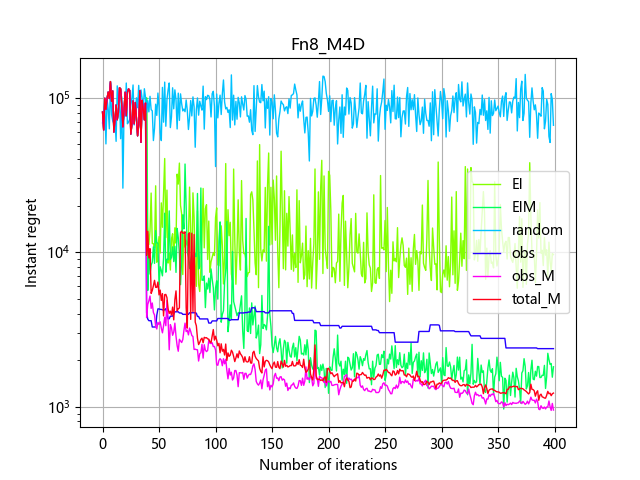 Fn8_M4D
Instant regret
10^5
10^4
10^3
EI
EIM
random
obs
obs_M
total_M
0 50 100 150 200 250 300 350 400
Number of iterations